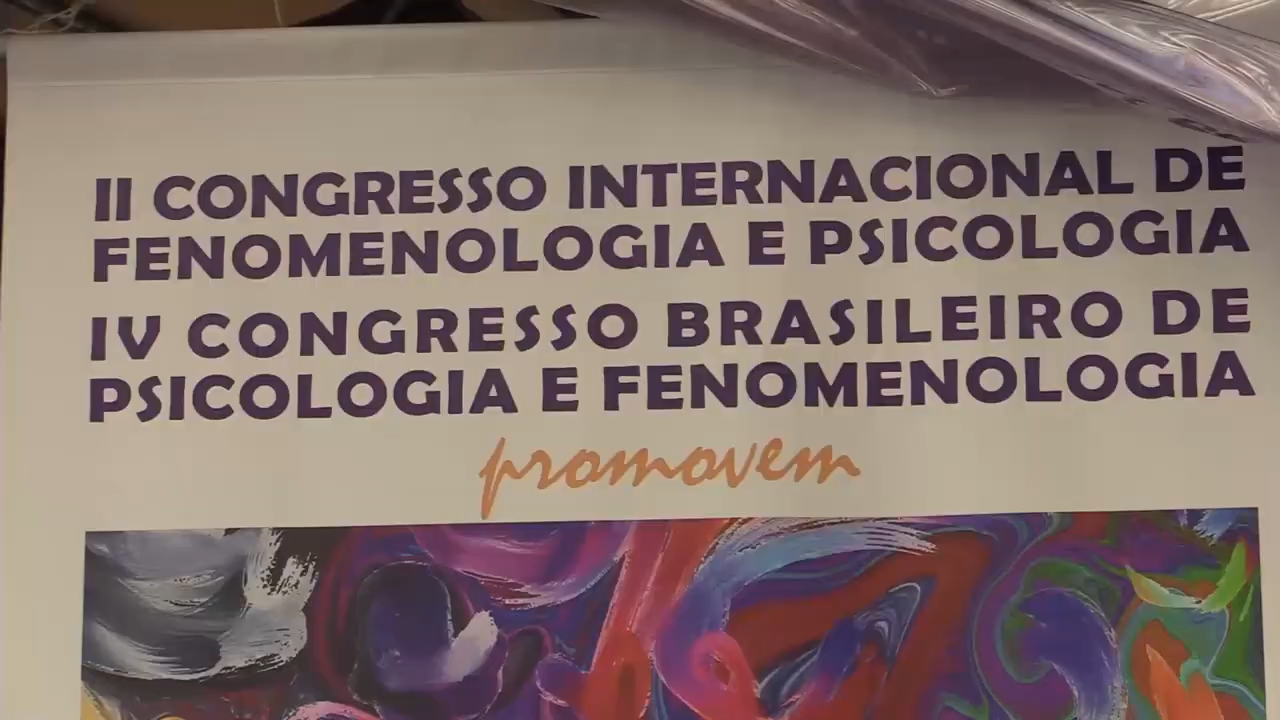 II CONGRESSO INTERNACIONAL DE
FENOMENOLOGIA E PSICOLOGIA
IV CONGRESSO BRASILEIRO DE
PSICOLOGIA E FENOMENOLOGIA
promovem